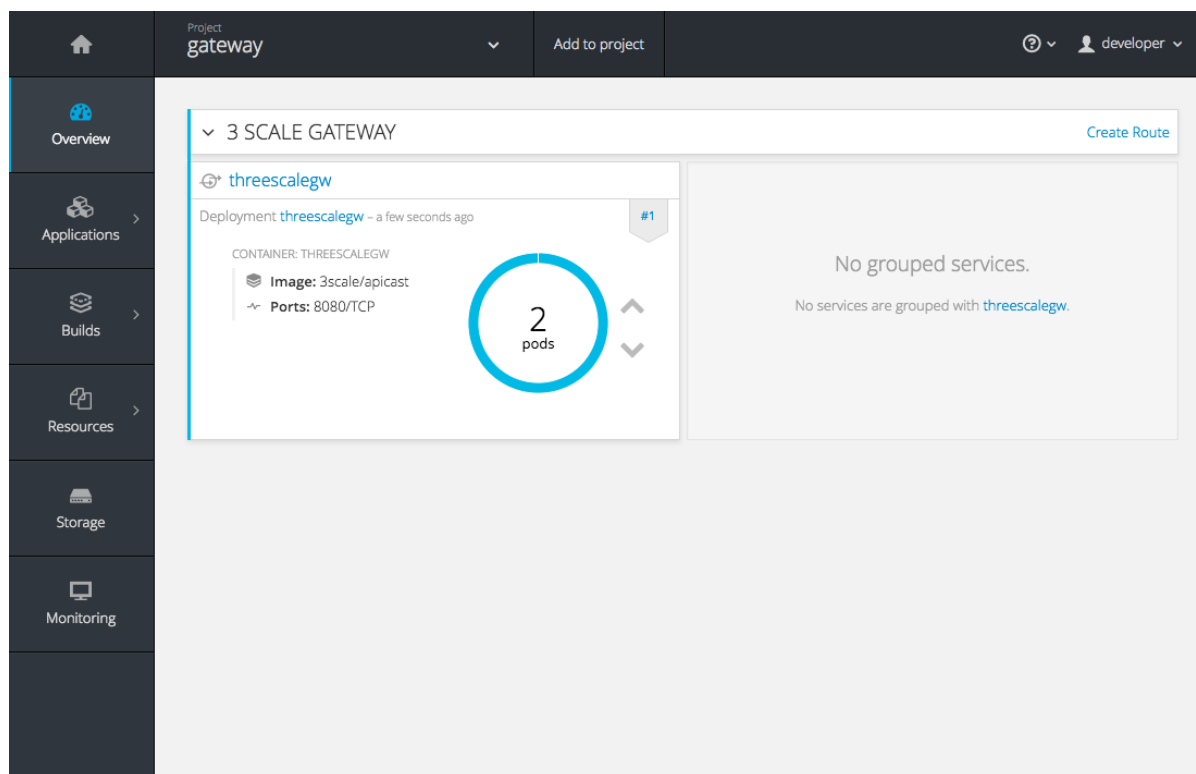 Project
gateway
Add to project
developer
Overview
Applications
Builds
Resources
Storage
Monitoring
3 SCALE GATEWAY
Create Route
threescalegw
Deployment threescalegw – a few seconds ago
#1
CONTAINER: THREESCALEGW
Image: 3scale/apicast
Ports: 8080/TCP
2
pods
No grouped services.
No services are grouped with threescalegw.